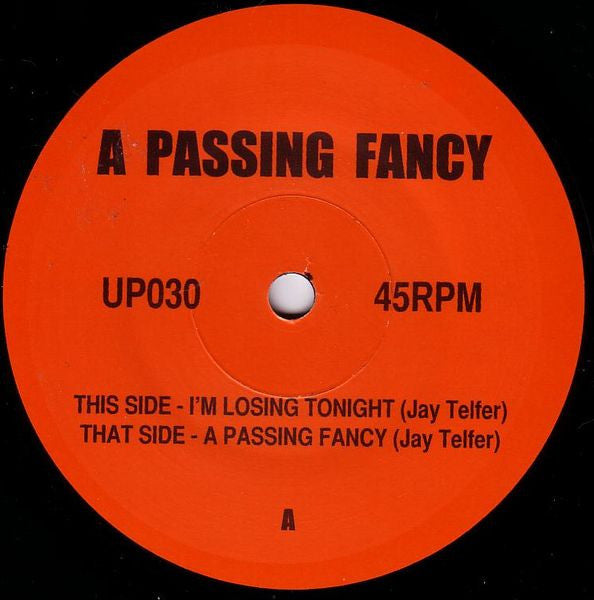 A PASSING FANCY
UP030 45RPM
THIS SIDE - I'M LOSING TONIGHT (Jay Telfer)
THAT SIDE - A PASSING FANCY (Jay Telfer)
A